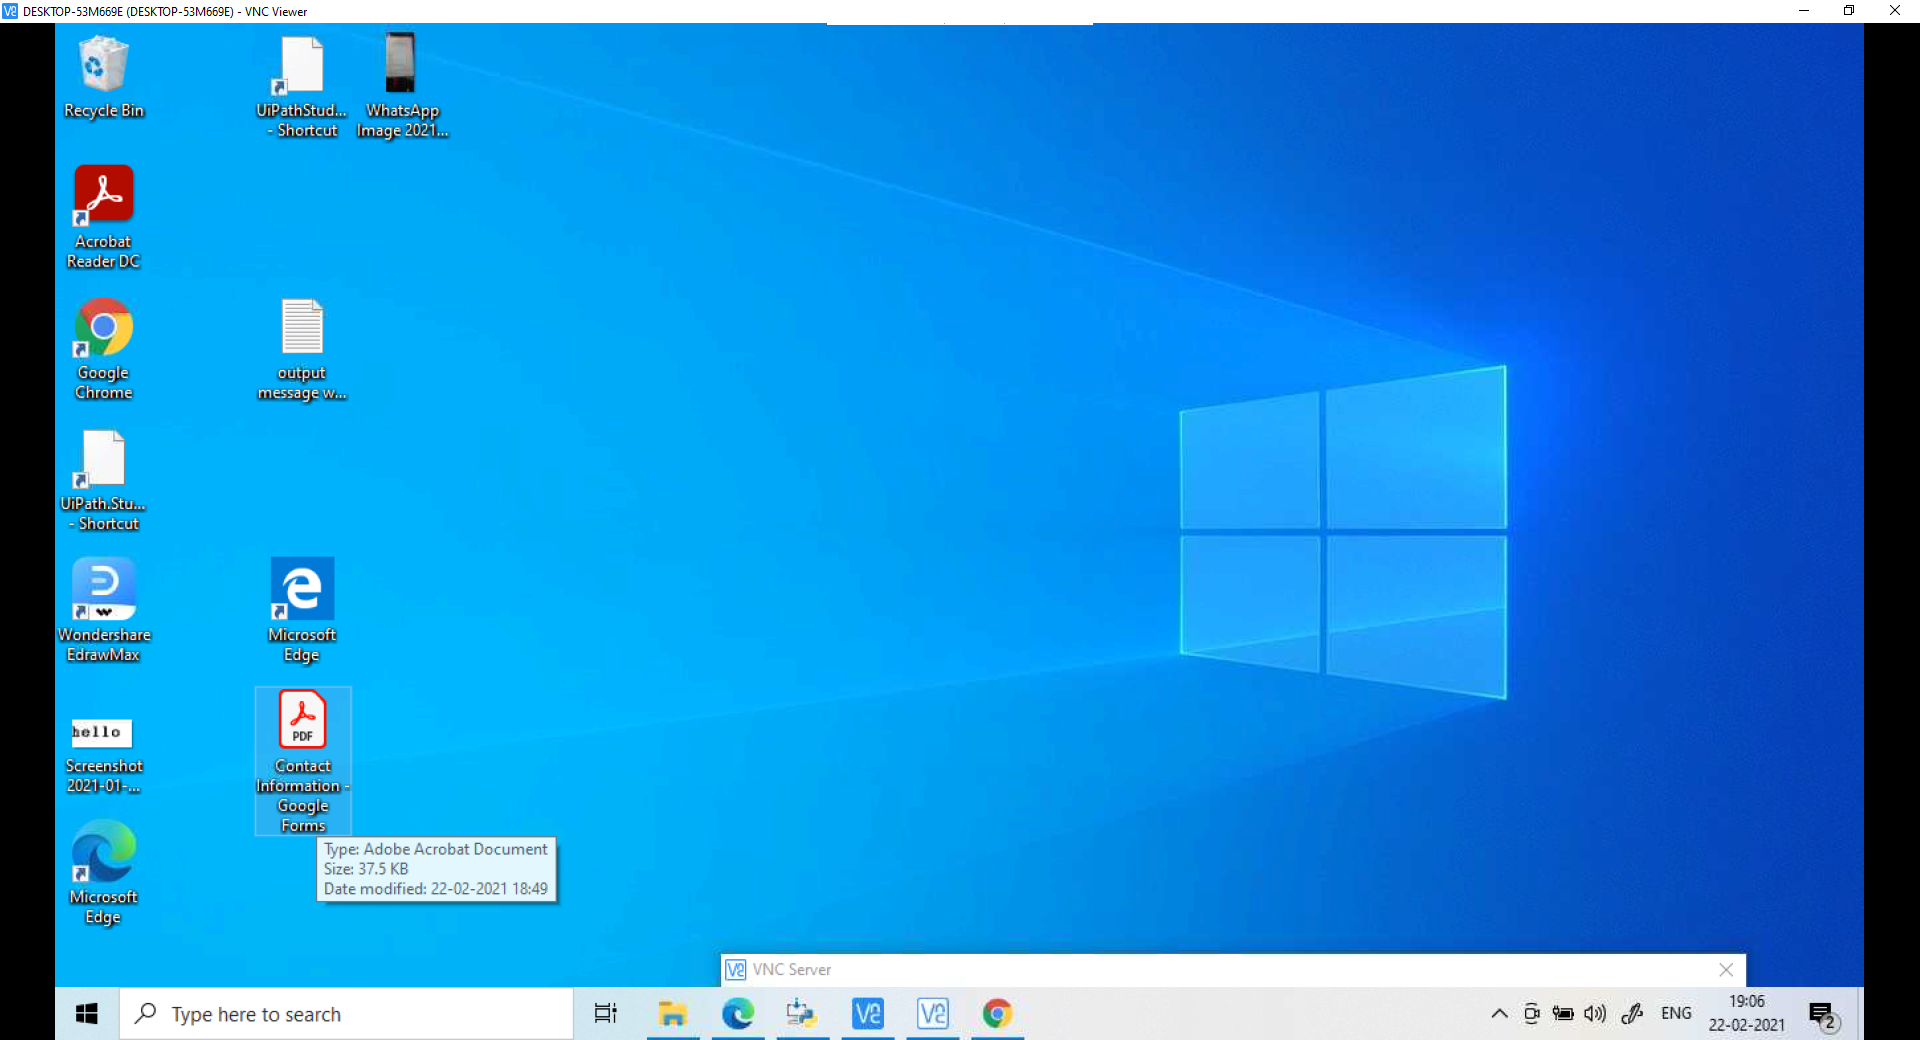 DESKTOP-53M669E (DESKTOP-53M669E) - VNC Viewer
Recycle Bin
UiPathStud...
- Shortcut
WhatsApp
Image 2021...
Acrobat
Reader DC
Google
Chrome
output
message w...
UiPath.Stu...
- Shortcut
Wondershare
EdrawMax
Microsoft
Edge
hello
Screenshot
2021-01-...
PDF
Contact
Information -
Google
Forms
Type: Adobe Acrobat Document
Size: 37.5 KB
Date modified: 22-02-2021 18:49
Microsoft
Edge
VNC Server
Type here to search
ENG
19:06
22-02-2021
2